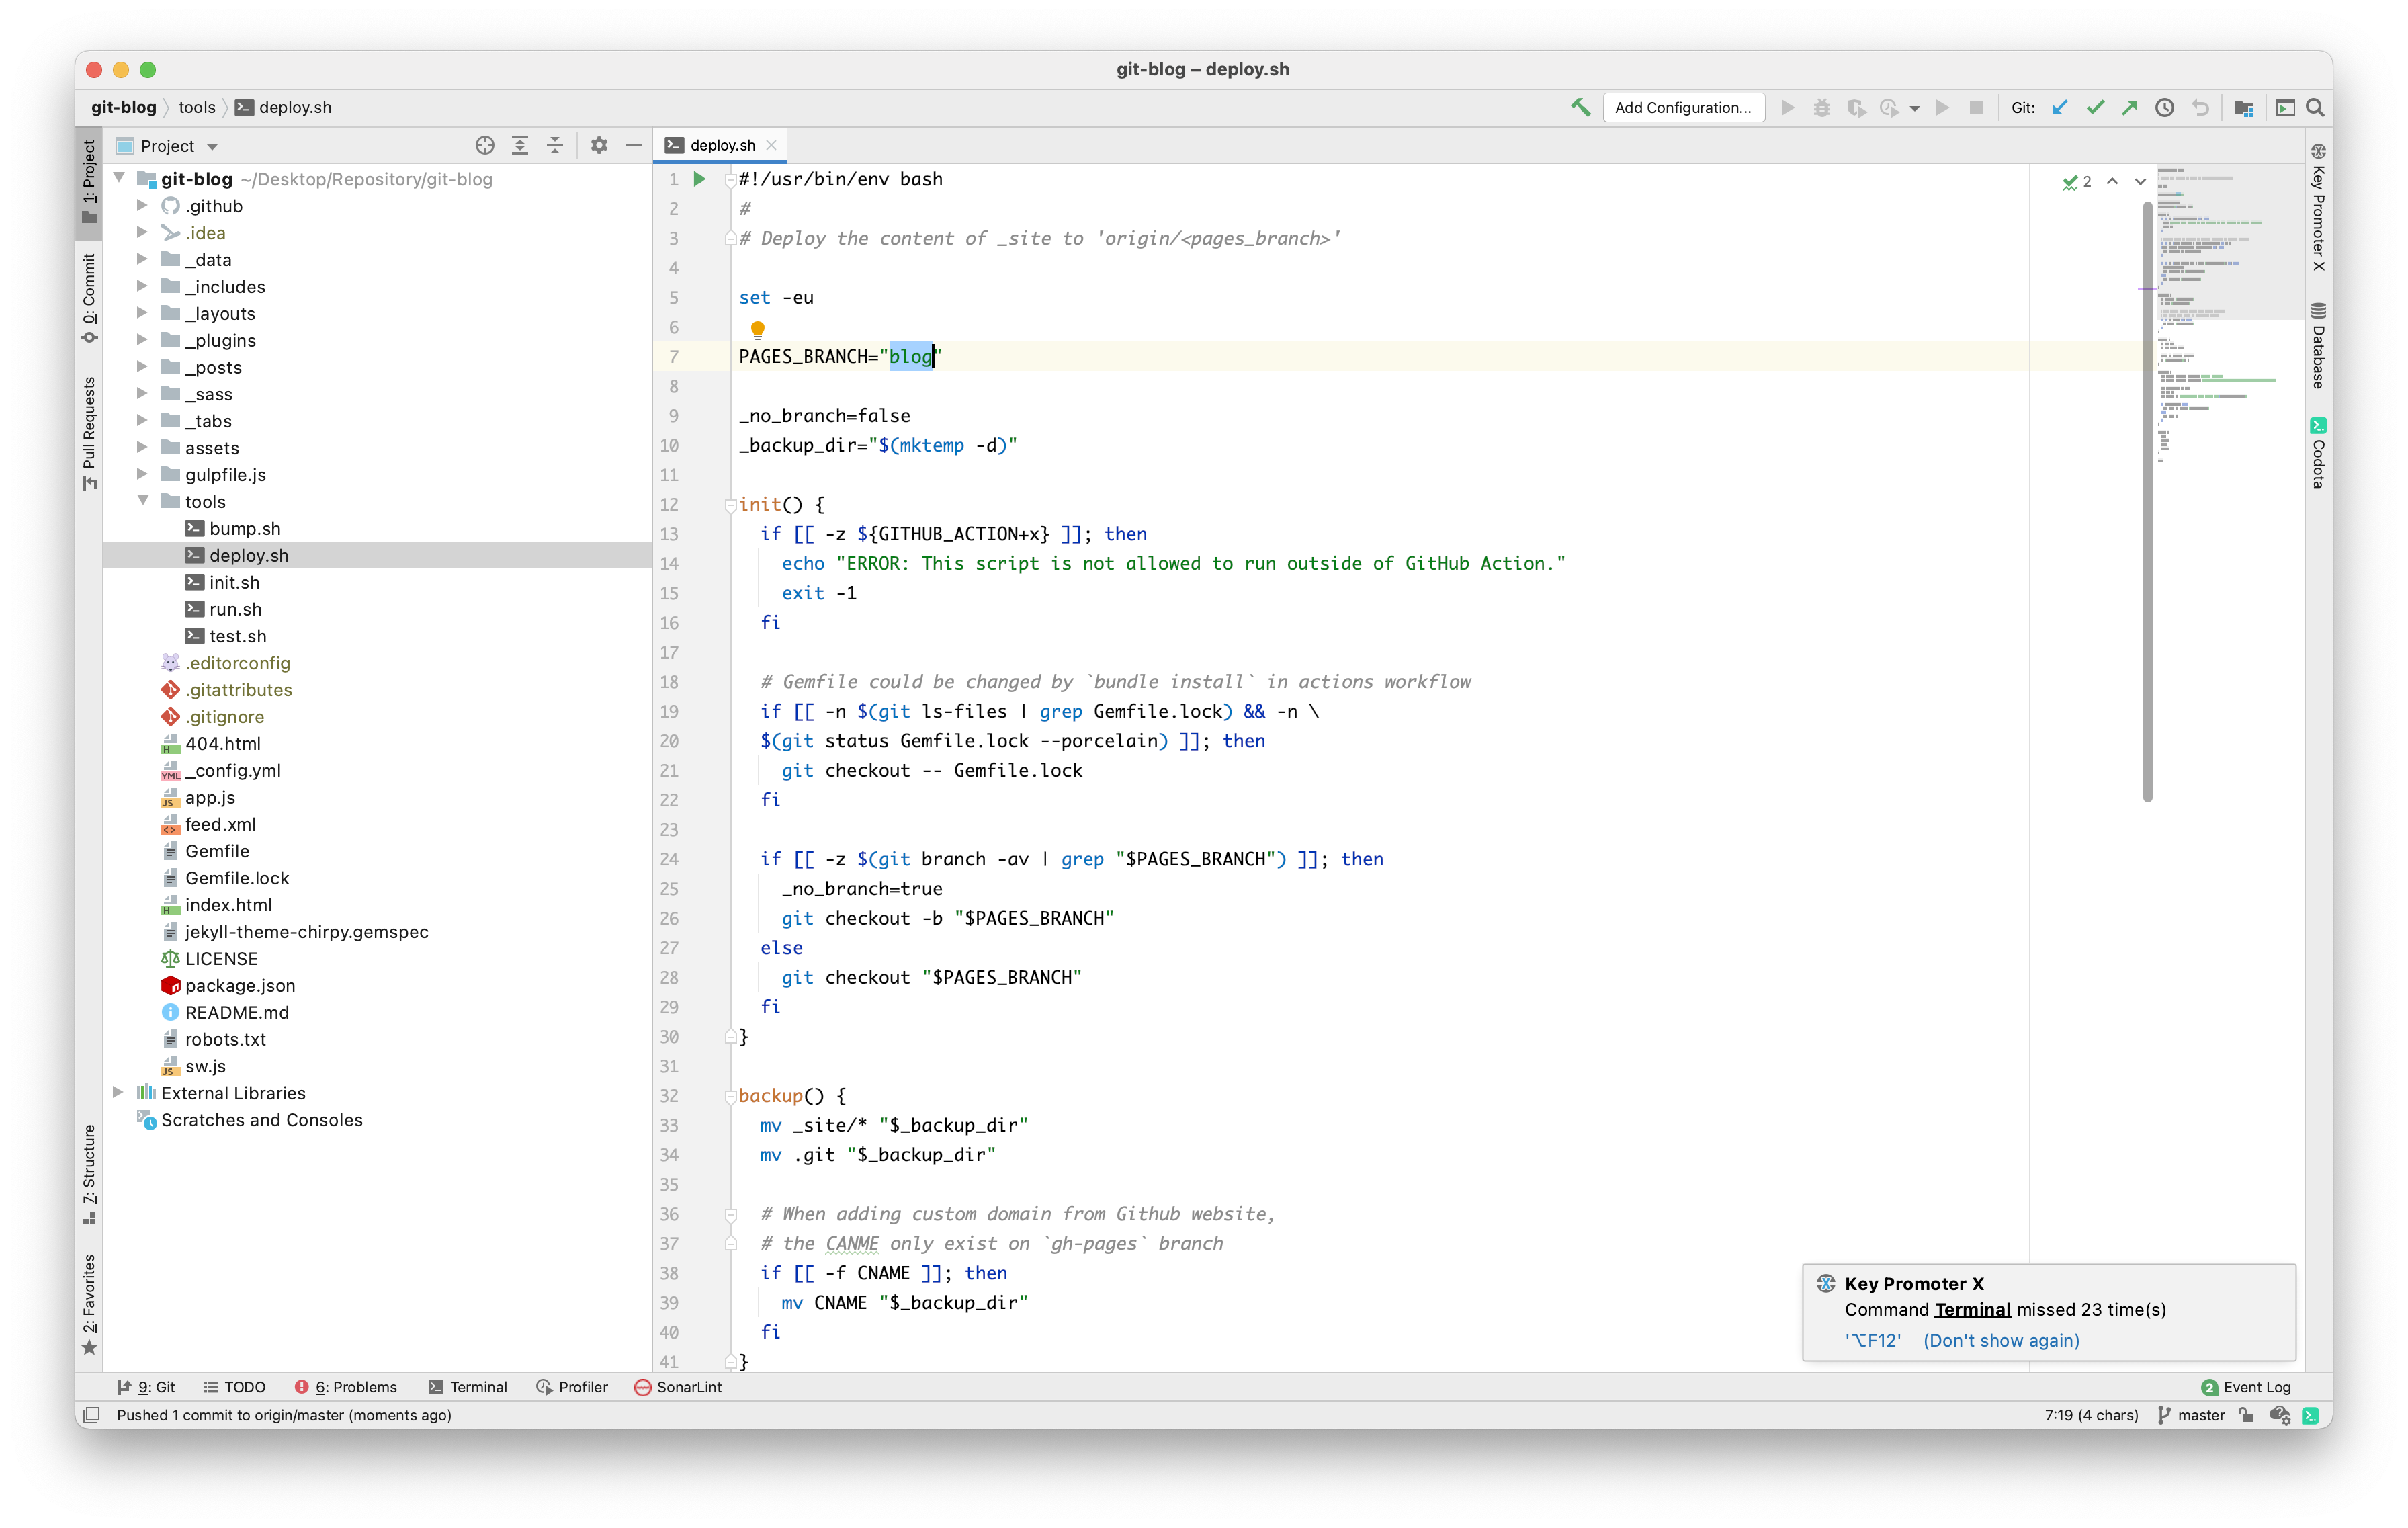 git-blog – deploy.sh
git-blog tools deploy.sh
Add Configuration...
Git:
1: Project
0: Commit
Pull Requests
7: Structure
2: Favorites
Project
git-blog ~/Desktop/Repository/git-blog
.github
.idea
_data
_includes
_layouts
_plugins
_posts
_sass
_tabs
assets
gulpfile.js
tools
bump.sh
deploy.sh
init.sh
run.sh
test.sh
.editorconfig
.gitattributes
.gitignore
404.html
_config.yml
app.js
feed.xml
Gemfile
Gemfile.lock
index.html
jekyll-theme-chirpy.gemspec
LICENSE
package.json
README.md
robots.txt
sw.js
External Libraries
Scratches and Consoles
deploy.sh
2
1 #!/usr/bin/env bash
2 #
3 # Deploy the content of _site to 'origin/<pages_branch>'
4
5 set -eu
6
7 PAGES_BRANCH="blog"
8
9 _no_branch=false
10 _backup_dir="$(mktemp -d)"
11
12 init() {
13 if [[ -z ${GITHUB_ACTION+x} ]]; then
14 echo "ERROR: This script is not allowed to run outside of GitHub Action."
15 exit -1
16 fi
17
18 # Gemfile could be changed by `bundle install` in actions workflow
19 if [[ -n $(git ls-files | grep Gemfile.lock) && -n \
20 $(git status Gemfile.lock --porcelain) ]]; then
21 git checkout -- Gemfile.lock
22 fi
23
24 if [[ -z $(git branch -av | grep "$PAGES_BRANCH") ]]; then
25 _no_branch=true
26 git checkout -b "$PAGES_BRANCH"
27 else
28 git checkout "$PAGES_BRANCH"
29 fi
30 }
31
32 backup() {
33 mv _site/* "$_backup_dir"
34 mv .git "$_backup_dir"
35
36 # When adding custom domain from Github website,
37 # the CANME only exist on `gh-pages` branch
38 if [[ -f CNAME ]]; then
39 mv CNAME "$_backup_dir"
40 fi
41 }
Key Promoter X
Database
Codota
Key Promoter X
Command Terminal missed 23 time(s)
'⌥F12' (Don't show again)
9: Git TODO 6: Problems Terminal Profiler SonarLint 2 Event Log
Pushed 1 commit to origin/master (moments ago) 7:19 (4 chars) master